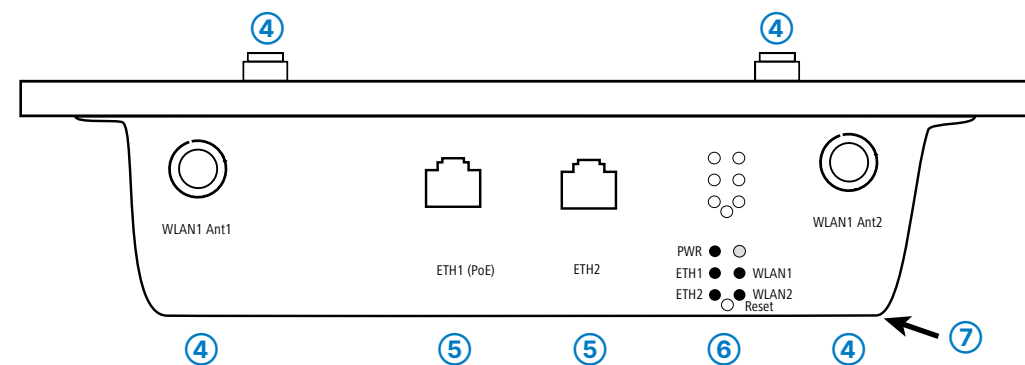 ④ ④
WLAN1 Ant1
WLAN1 Ant2
ETH1 (PoE)
ETH2
PWR
ETH1 WLAN1
ETH2 WLAN2
Reset
④ ⑤ ⑤ ⑥ ④ ⑦